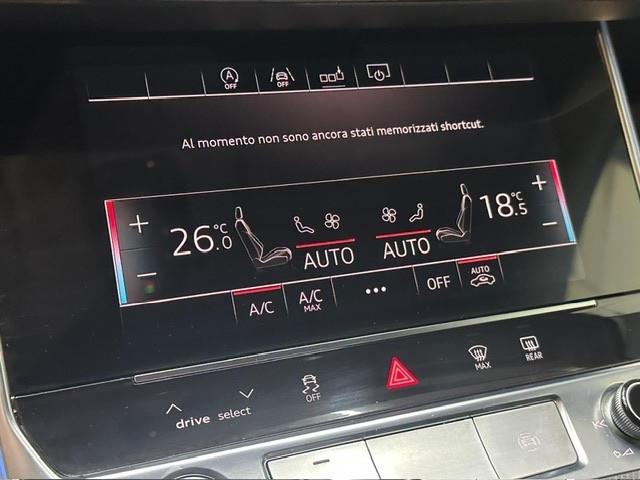 A
OFF
OFF
Al momento non sono ancora stati memorizzati shortcut.
+ 26.0 °C
18.5 °C +
AUTO
AUTO
−
−
A/C
A/C MAX
•••
OFF
AUTO
drive select
OFF
MAX
REAR